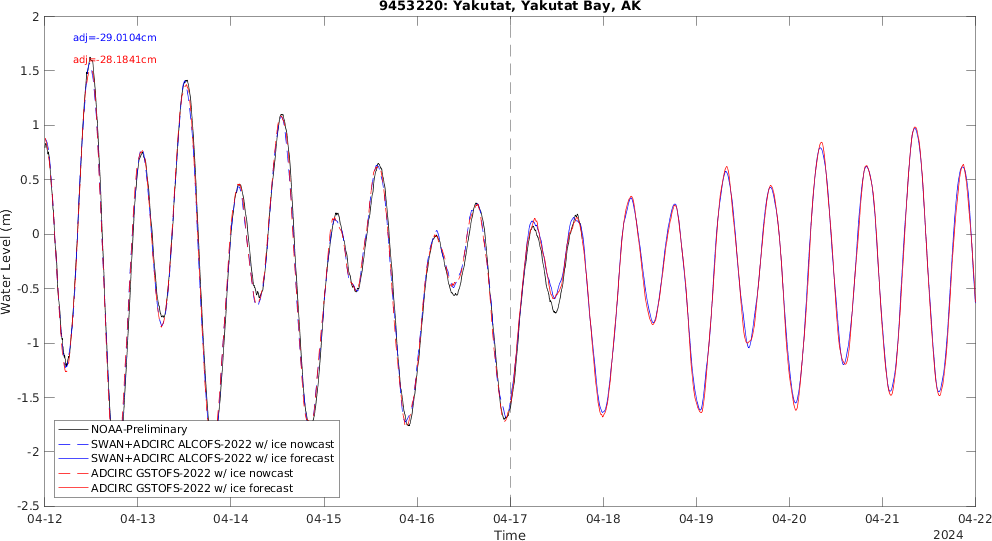 9453220: Yakutat, Yakutat Bay, AK
2
adj=-29.0104cm
adj=-28.1841cm
1.5
1
0.5
0
-0.5
-1
-1.5
-2
-2.5
Water Level (m)
NOAA-Preliminary
SWAN+ADCIRC ALCOFS-2022 w/ ice nowcast
SWAN+ADCIRC ALCOFS-2022 w/ ice forecast
ADCIRC GSTOFS-2022 w/ ice nowcast
ADCIRC GSTOFS-2022 w/ ice forecast
04-12 04-13 04-14 04-15 04-16 04-17 04-18 04-19 04-20 04-21 04-22
Time
2024